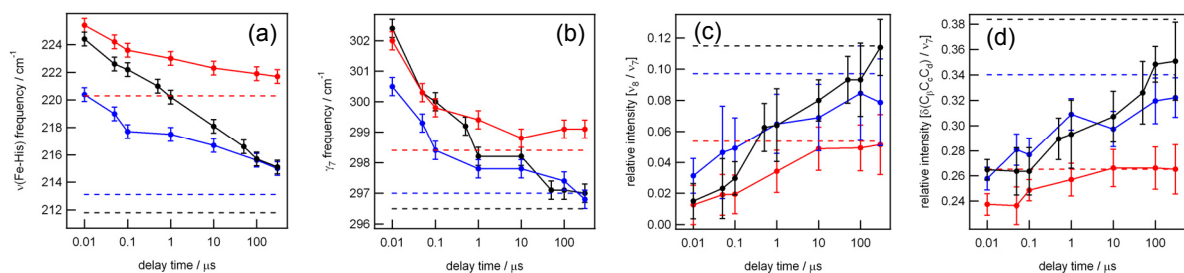 (a)
ν(Fe-His) frequency / cm⁻¹
224
222
220
218
216
214
212
0.01 0.1 1 10 100
delay time / μs
(b)
γ₇ frequency / cm⁻¹
302
301
300
299
298
297
0.01 0.1 1 10 100
delay time / μs
(c)
relative intensity [ν₈ / ν₇]
0.12
0.10
0.08
0.06
0.04
0.02
0.00
0.01 0.1 1 10 100
delay time / μs
(d)
relative intensity [δ(CβCcCd) / ν₇]
0.38
0.36
0.34
0.32
0.30
0.28
0.26
0.24
0.01 0.1 1 10 100
delay time / μs